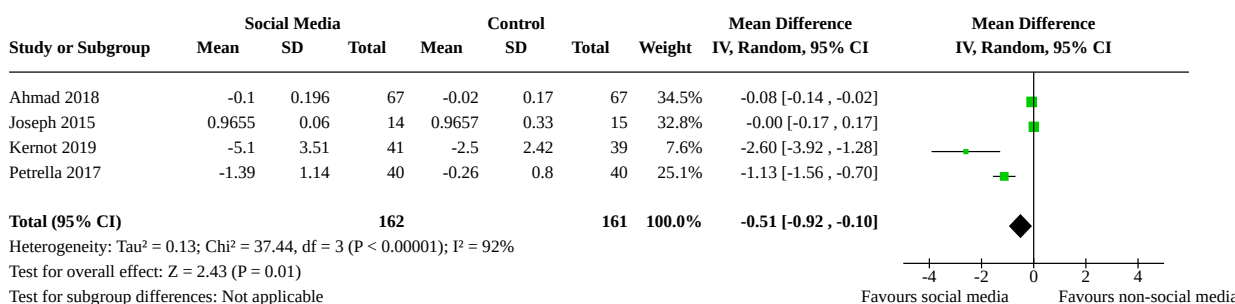 Social Media Control Mean Difference Mean Difference
Study or Subgroup Mean SD Total Mean SD Total Weight IV, Random, 95% CI IV, Random, 95% CI
Ahmad 2018 -0.1 0.196 67 -0.02 0.17 67 34.5% -0.08 [-0.14 , -0.02]
Joseph 2015 0.9655 0.06 14 0.9657 0.33 15 32.8% -0.00 [-0.17 , 0.17]
Kernot 2019 -5.1 3.51 41 -2.5 2.42 39 7.6% -2.60 [-3.92 , -1.28]
Petrella 2017 -1.39 1.14 40 -0.26 0.8 40 25.1% -1.13 [-1.56 , -0.70]
Total (95% CI) 162 161 100.0% -0.51 [-0.92 , -0.10]
Heterogeneity: Tau² = 0.13; Chi² = 37.44, df = 3 (P < 0.00001); I² = 92%
Test for overall effect: Z = 2.43 (P = 0.01) -4 -2 0 2 4
Test for subgroup differences: Not applicable Favours social media Favours non-social media